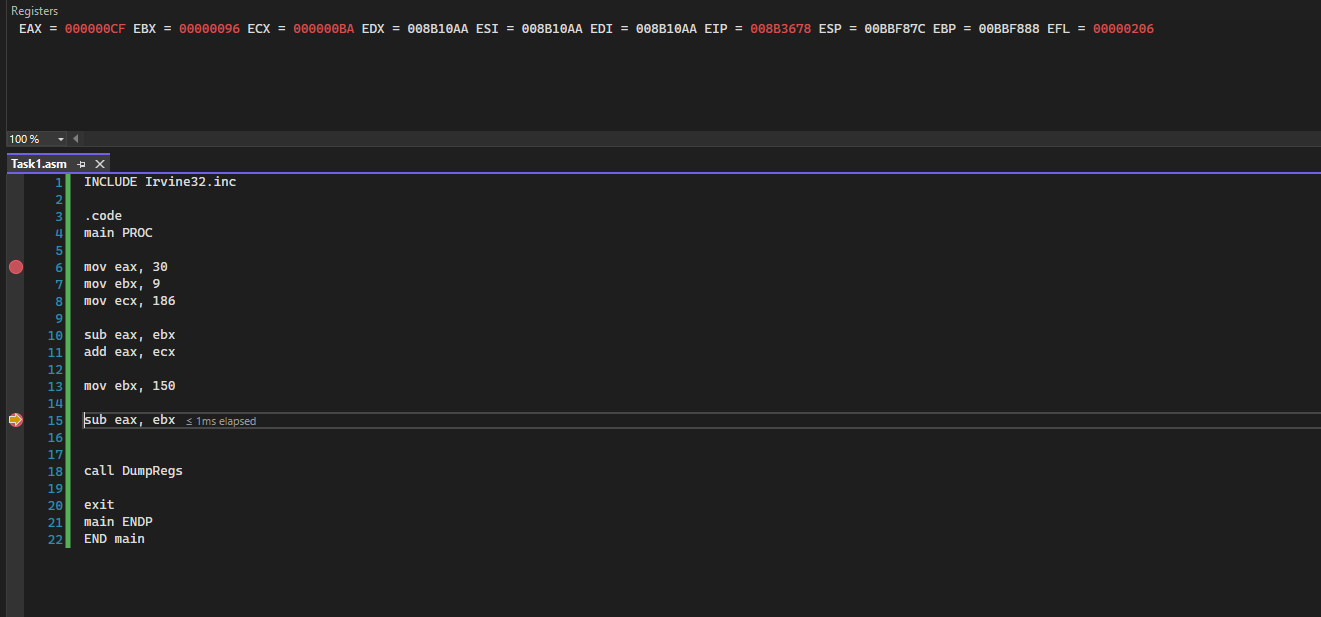 Registers
EAX = 000000CF EBX = 00000096 ECX = 000000BA EDX = 008B10AA ESI = 008B10AA EDI = 008B10AA EIP = 008B3678 ESP = 00BBF87C EBP = 00BBF888 EFL = 00000206
100 %
Task1.asm
1 INCLUDE Irvine32.inc
2
3 .code
4 main PROC
5
6 mov eax, 30
7 mov ebx, 9
8 mov ecx, 186
9
10 sub eax, ebx
11 add eax, ecx
12
13 mov ebx, 150
14
15 sub eax, ebx ≤ 1ms elapsed
16
17
18 call DumpRegs
19
20 exit
21 main ENDP
22 END main